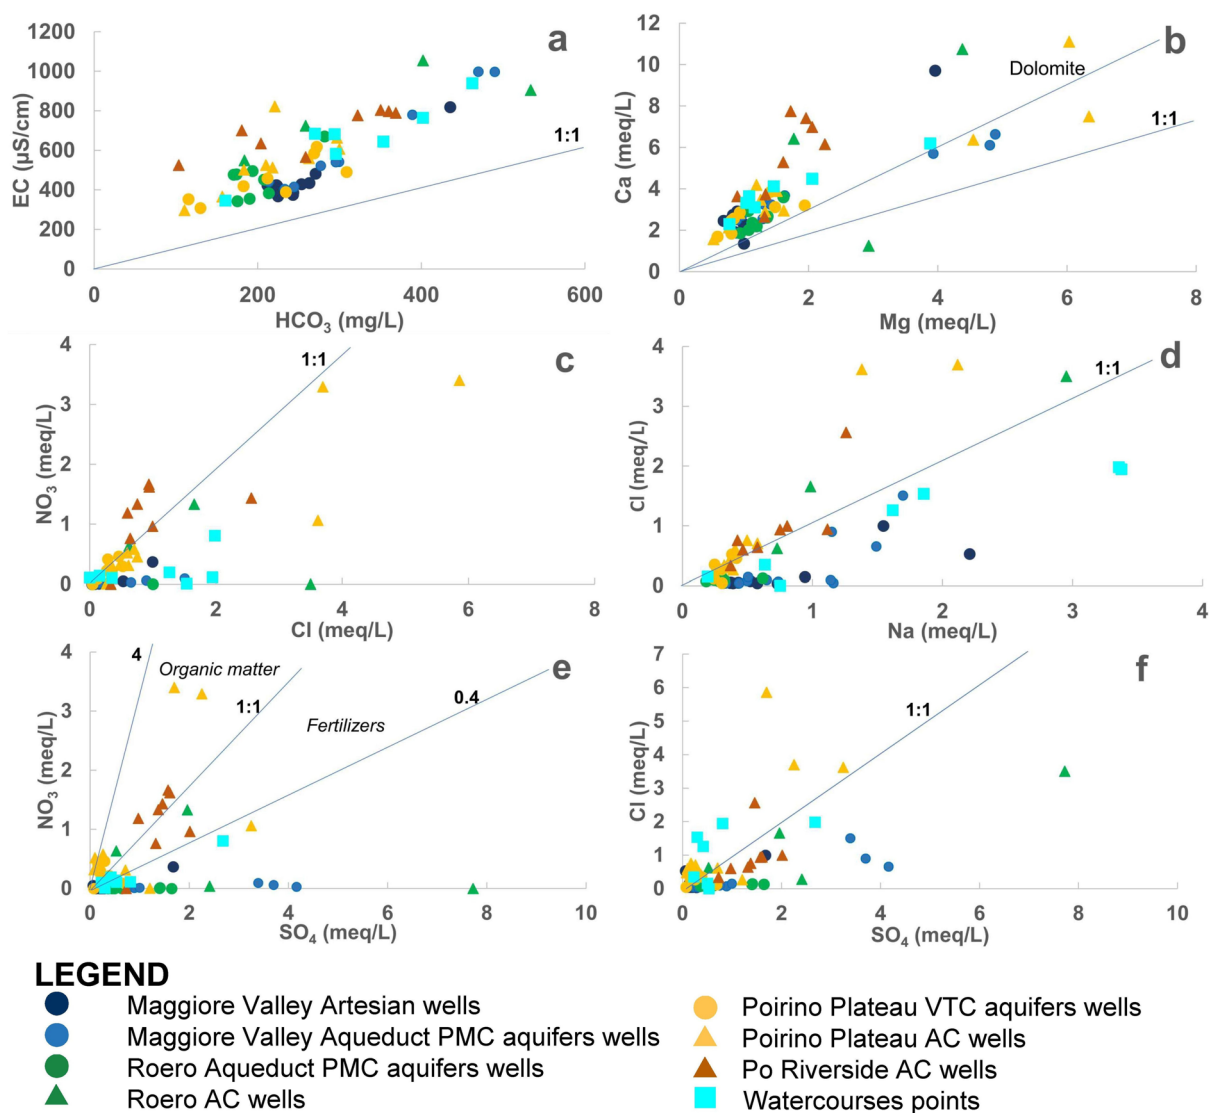 a
1200
1000
800
600
400
200
0
EC (µS/cm)
1:1
0
200
400
600
HCO₃ (mg/L)
b
12
10
8
6
4
2
0
Ca (meq/L)
Dolomite
1:1
0
2
4
6
8
Mg (meq/L)
c
4
3
2
1
0
NO₃ (meq/L)
1:1
0
2
4
6
8
Cl (meq/L)
d
4
3
2
1
0
Cl (meq/L)
1:1
0
1
2
3
4
Na (meq/L)
e
4
3
2
1
0
NO₃ (meq/L)
4
Organic matter
1:1
Fertilizers
0.4
0
2
4
6
8
10
SO₄ (meq/L)
f
7
6
5
4
3
2
1
0
Cl (meq/L)
1:1
0
2
4
6
8
10
SO₄ (meq/L)
LEGEND
Maggiore Valley Artesian wells
Maggiore Valley Aqueduct PMC aquifers wells
Roero Aqueduct PMC aquifers wells
Roero AC wells
Poirino Plateau VTC aquifers wells
Poirino Plateau AC wells
Po Riverside AC wells
Watercourses points